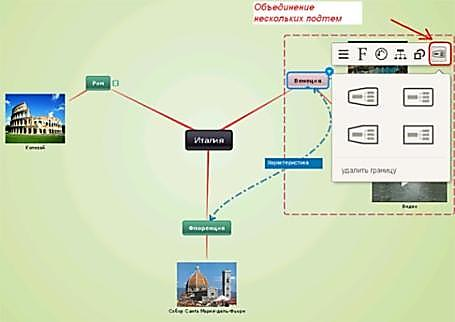 Объединение
нескольких подтем
F
Рим
Венеция
Колизей
Италия
Характеристика
удалить границу
Видео
Флоренция
Собор Санта-Мария-дель-Фьоре